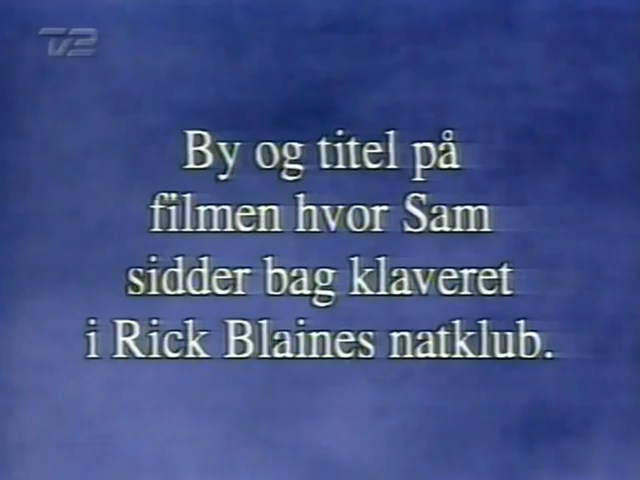 TV2
By og titel på
filmen hvor Sam
sidder bag klaveret
i Rick Blaines natklub.